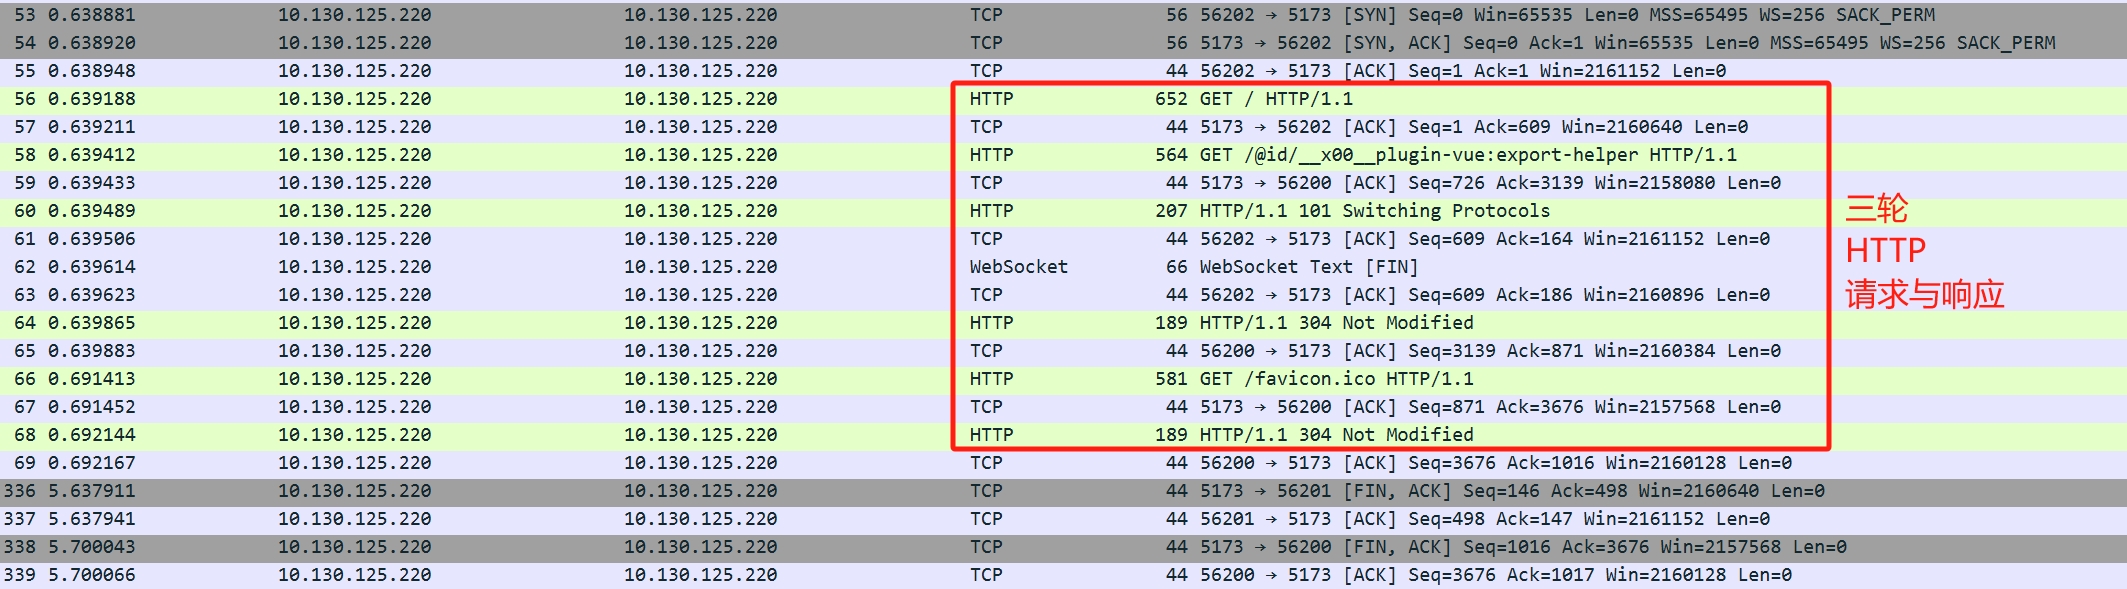 53 0.638881 10.130.125.220 10.130.125.220 TCP 56 56202 → 5173 [SYN] Seq=0 Win=65535 Len=0 MSS=65495 WS=256 SACK_PERM
54 0.638920 10.130.125.220 10.130.125.220 TCP 56 5173 → 56202 [SYN, ACK] Seq=0 Ack=1 Win=65535 Len=0 MSS=65495 WS=256 SACK_PERM
55 0.638948 10.130.125.220 10.130.125.220 TCP 44 56202 → 5173 [ACK] Seq=1 Ack=1 Win=2161152 Len=0
56 0.639188 10.130.125.220 10.130.125.220 HTTP 652 GET / HTTP/1.1
57 0.639211 10.130.125.220 10.130.125.220 TCP 44 5173 → 56202 [ACK] Seq=1 Ack=609 Win=2160640 Len=0
58 0.639412 10.130.125.220 10.130.125.220 HTTP 564 GET /@id/__x00__plugin-vue:export-helper HTTP/1.1
59 0.639433 10.130.125.220 10.130.125.220 TCP 44 5173 → 56200 [ACK] Seq=726 Ack=3139 Win=2158080 Len=0
60 0.639489 10.130.125.220 10.130.125.220 HTTP 207 HTTP/1.1 101 Switching Protocols
61 0.639506 10.130.125.220 10.130.125.220 TCP 44 56202 → 5173 [ACK] Seq=609 Ack=164 Win=2161152 Len=0
62 0.639614 10.130.125.220 10.130.125.220 WebSocket 66 WebSocket Text [FIN]
63 0.639623 10.130.125.220 10.130.125.220 TCP 44 56202 → 5173 [ACK] Seq=609 Ack=186 Win=2160896 Len=0
64 0.639865 10.130.125.220 10.130.125.220 HTTP 189 HTTP/1.1 304 Not Modified
65 0.639883 10.130.125.220 10.130.125.220 TCP 44 56200 → 5173 [ACK] Seq=3139 Ack=871 Win=2160384 Len=0
66 0.691413 10.130.125.220 10.130.125.220 HTTP 581 GET /favicon.ico HTTP/1.1
67 0.691452 10.130.125.220 10.130.125.220 TCP 44 5173 → 56200 [ACK] Seq=871 Ack=3676 Win=2157568 Len=0
68 0.692144 10.130.125.220 10.130.125.220 HTTP 189 HTTP/1.1 304 Not Modified
69 0.692167 10.130.125.220 10.130.125.220 TCP 44 56200 → 5173 [ACK] Seq=3676 Ack=1016 Win=2160128 Len=0
336 5.637911 10.130.125.220 10.130.125.220 TCP 44 5173 → 56201 [FIN, ACK] Seq=146 Ack=498 Win=2160640 Len=0
337 5.637941 10.130.125.220 10.130.125.220 TCP 44 56201 → 5173 [ACK] Seq=498 Ack=147 Win=2161152 Len=0
338 5.700043 10.130.125.220 10.130.125.220 TCP 44 5173 → 56200 [FIN, ACK] Seq=1016 Ack=3676 Win=2157568 Len=0
339 5.700066 10.130.125.220 10.130.125.220 TCP 44 56200 → 5173 [ACK] Seq=3676 Ack=1017 Win=2160128 Len=0
三轮
HTTP
请求与响应